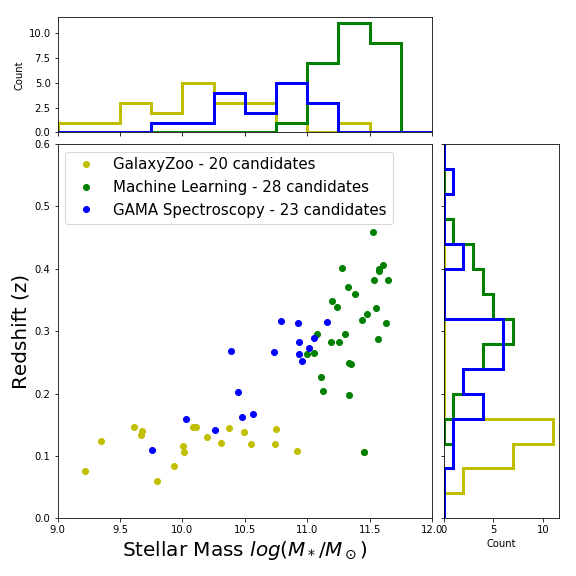 10.0
7.5
5.0
2.5
0.0
Count
0.6
0.5
0.4
0.3
0.2
0.1
0.0
Redshift (z)
GalaxyZoo - 20 candidates
Machine Learning - 28 candidates
GAMA Spectroscopy - 23 candidates
9.0 9.5 10.0 10.5 11.0 11.5 12.0
Stellar Mass log(M_*/M_⊙)
0 5 10
Count